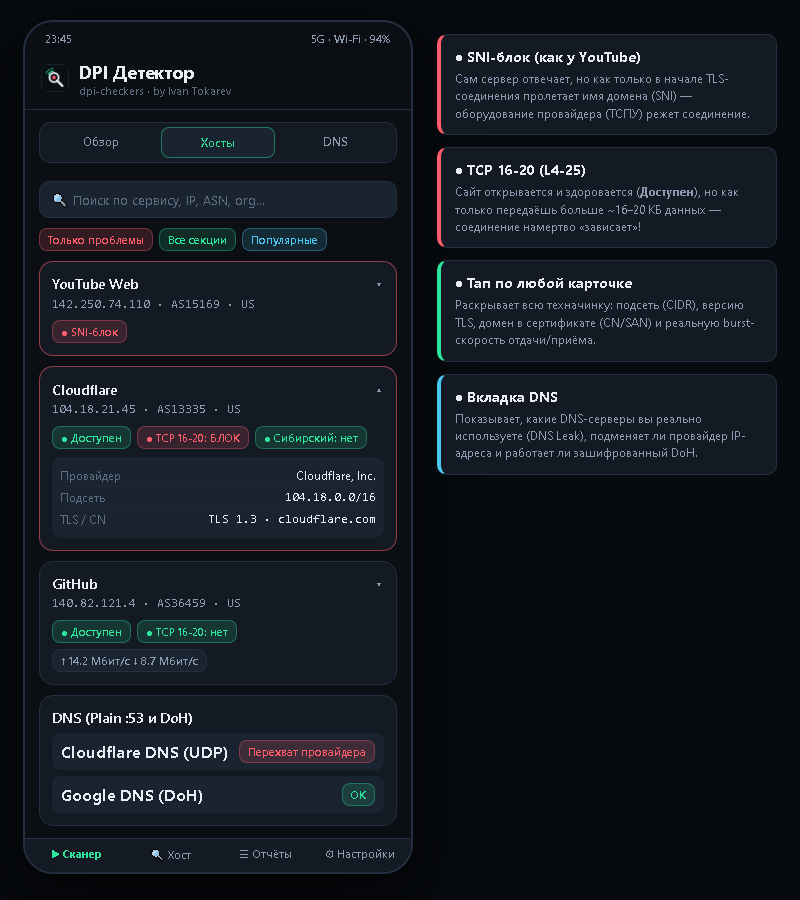 23:45
5G · Wi-Fi · 94%
DPI Детектор
dpi-checkers · by Ivan Tokarev
Обзор
Хосты
DNS
Поиск по сервису, IP, ASN, org...
Только проблемы
Все секции
Популярные
YouTube Web
142.250.74.110 · AS15169 · US
● SNI-блок
Cloudflare
104.18.21.45 · AS13335 · US
● Доступен
● TCP 16-20: БЛОК
● Сибирский: нет
Провайдер
Cloudflare, Inc.
Подсеть
104.18.0.0/16
TLS / CN
TLS 1.3 · cloudflare.com
GitHub
140.82.121.4 · AS36459 · US
● Доступен
● TCP 16-20: нет
↑ 14.2 Мбит/с ↓ 8.7 Мбит/с
DNS (Plain :53 и DoH)
Cloudflare DNS (UDP)
Перехват провайдера
Google DNS (DoH)
OK
▶ Сканер
Хост
☰ Отчёты
⚙ Настройки
● SNI-блок (как у YouTube)
Сам сервер отвечает, но как только в начале TLS-
соединения пролетает имя домена (SNI) —
оборудование провайдера (ТСПУ) режет соединение.
● TCP 16-20 (L4-25)
Сайт открывается и здоровается (Доступен), но как
только передаёшь больше ~16–20 КБ данных —
соединение намертво «зависает»!
● Тап по любой карточке
Раскрывает всю техначинку: подсеть (CIDR), версию
TLS, домен в сертификате (CN/SAN) и реальную burst-
скорость отдачи/приёма.
● Вкладка DNS
Показывает, какие DNS-серверы вы реально
используете (DNS Leak), подменяет ли провайдер IP-
адреса и работает ли зашифрованный DoH.